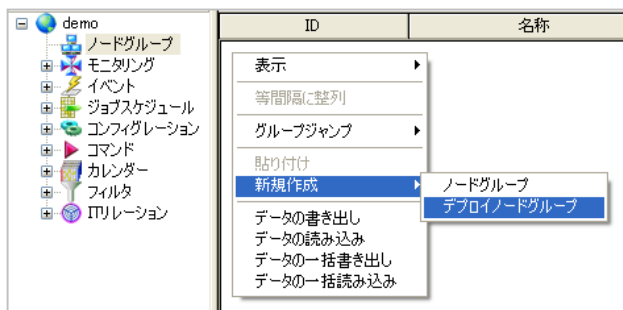 demo
ノードグループ
モニタリング
イベント
ジョブスケジュール
コンフィグレーション
コマンド
カレンダー
フィルタ
ITリレーション
ID
名称
表示
等間隔に整列
グループジャンプ
貼り付け
新規作成
データの書き出し
データの読み込み
データの一括書き出し
データの一括読み込み
ノードグループ
デプロイノードグループ